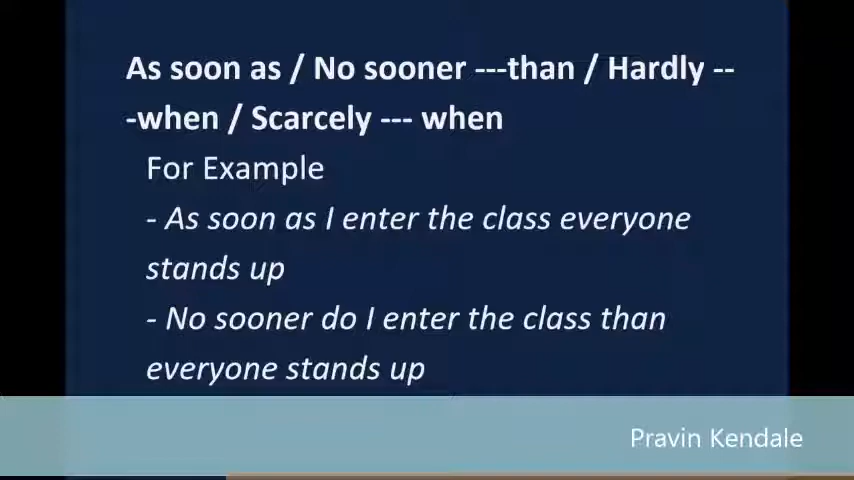 As soon as / No sooner ---than / Hardly --
-when / Scarcely --- when
For Example
- As soon as I enter the class everyone
stands up
- No sooner do I enter the class than
everyone stands up
Pravin Kendale